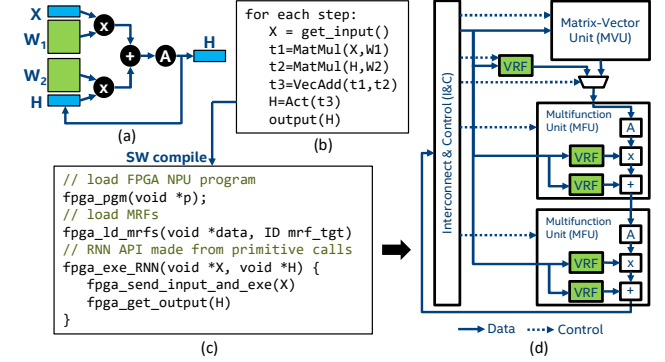 X
W1
W2
H
x
+
x
A
H
(a)
for each step:
X = get_input()
t1=MatMul(X,W1)
t2=MatMul(H,W2)
t3=VecAdd(t1,t2)
H=Act(t3)
output(H)
(b)
SW compile
// load FPGA NPU program
fpga_pgm(void *p);
// load MRFs
fpga_ld_mrfs(void *data, ID mrf_tgt)
// RNN API made from primitive calls
fpga_exe_RNN(void *X, void *H) {
fpga_send_input_and_exe(X)
fpga_get_output(H)
}
(c)
Interconnect & Control (I&C)
Matrix-Vector
Unit (MVU)
VRF
Multifunction
Unit (MFU)
A
VRF
x
VRF
+
Multifunction
Unit (MFU)
A
VRF
x
VRF
+
Data
Control
(d)